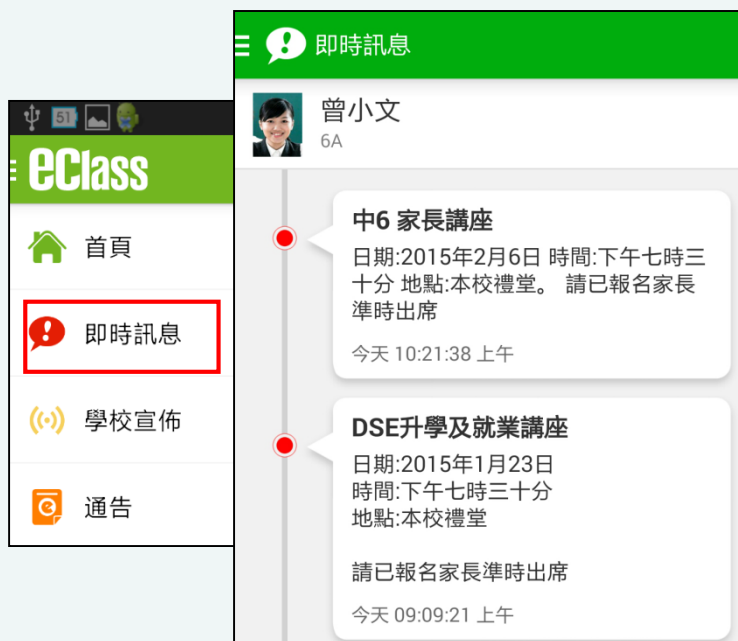 51
eClass
首頁
即時訊息
學校宣佈
通告
即時訊息
曾小文
6A
中6 家長講座
日期:2015年2月6日 時間:下午七時三
十分 地點:本校禮堂。 請已報名家長
準時出席
今天 10:21:38 上午
DSE升學及就業講座
日期:2015年1月23日
時間:下午七時三十分
地點:本校禮堂
請已報名家長準時出席
今天 09:09:21 上午